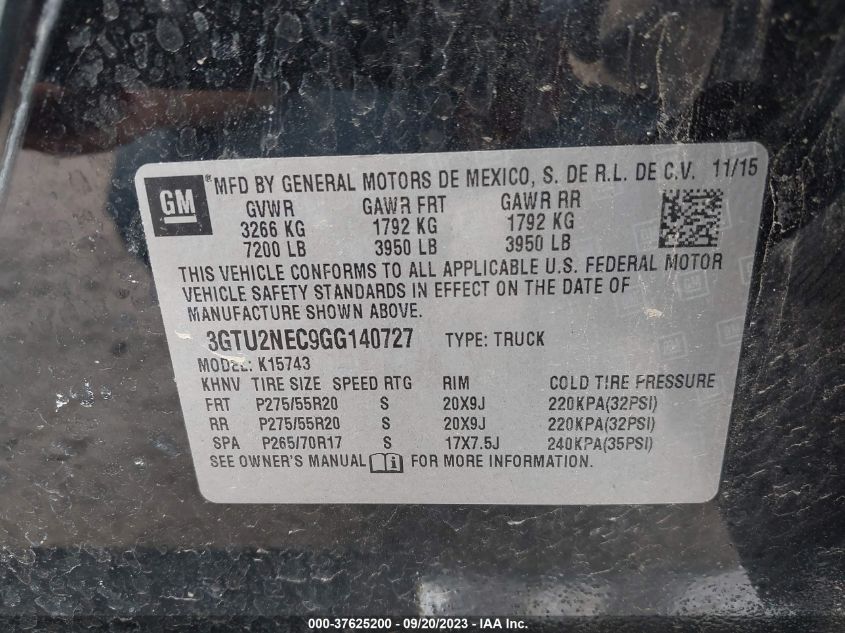 GM ® MFD BY GENERAL MOTORS DE MEXICO, S. DE R.L. DE C.V. 11/15
GVWR GAWR FRT GAWR RR
3266 KG 1792 KG 1792 KG
7200 LB 3950 LB 3950 LB
THIS VEHICLE CONFORMS TO ALL APPLICABLE U.S. FEDERAL MOTOR
VEHICLE SAFETY STANDARDS IN EFFECT ON THE DATE OF
MANUFACTURE SHOWN ABOVE.
3GTU2NEC9GG140727 TYPE: TRUCK
MODEL: K15743
KHNV TIRE SIZE SPEED RTG RIM COLD TIRE PRESSURE
FRT P275/55R20 S 20X9J 220KPA(32PSI)
RR P275/55R20 S 20X9J 220KPA(32PSI)
SPA P265/70R17 S 17X7.5J 240KPA(35PSI)
SEE OWNER'S MANUAL i FOR MORE INFORMATION.
000-37625200 - 09/20/2023 - IAA Inc.